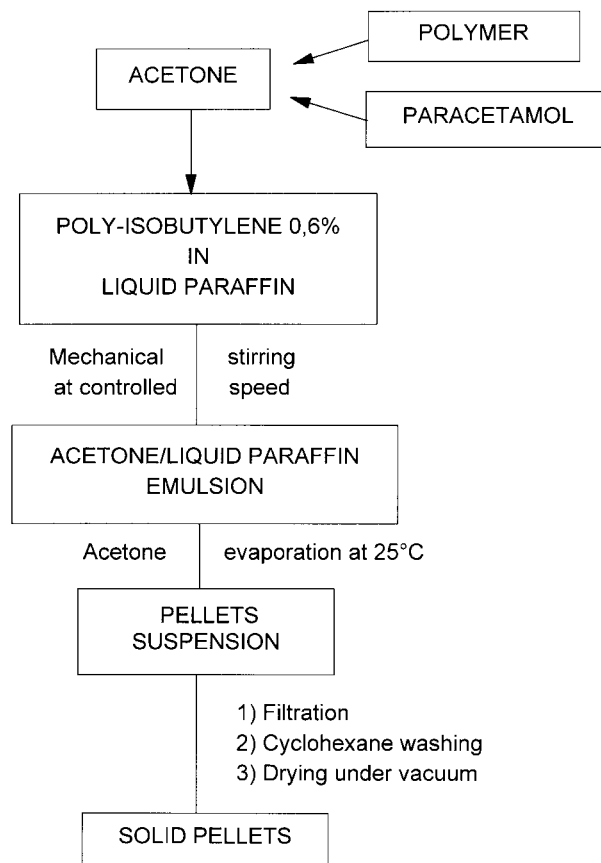 POLYMER
ACETONE
PARACETAMOL
POLY-ISOBUTYLENE 0,6%
IN
LIQUID PARAFFIN
Mechanical stirring
at controlled speed
ACETONE/LIQUID PARAFFIN
EMULSION
Acetone evaporation at 25°C
PELLETS
SUSPENSION
1) Filtration
2) Cyclohexane washing
3) Drying under vacuum
SOLID PELLETS